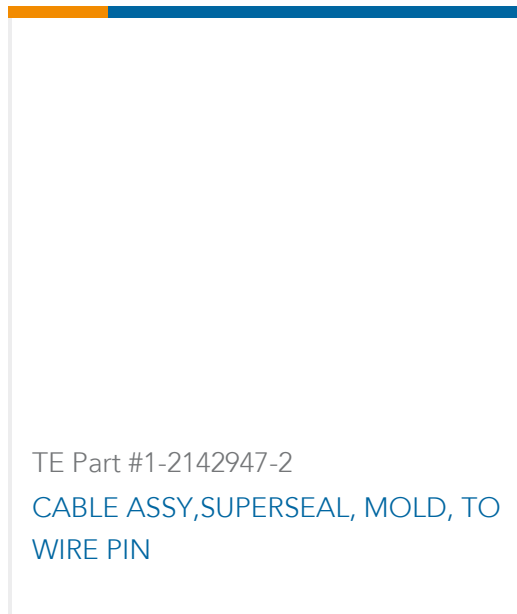 TE Part #1-2142947-2
CABLE ASSY,SUPERSEAL, MOLD, TO
WIRE PIN